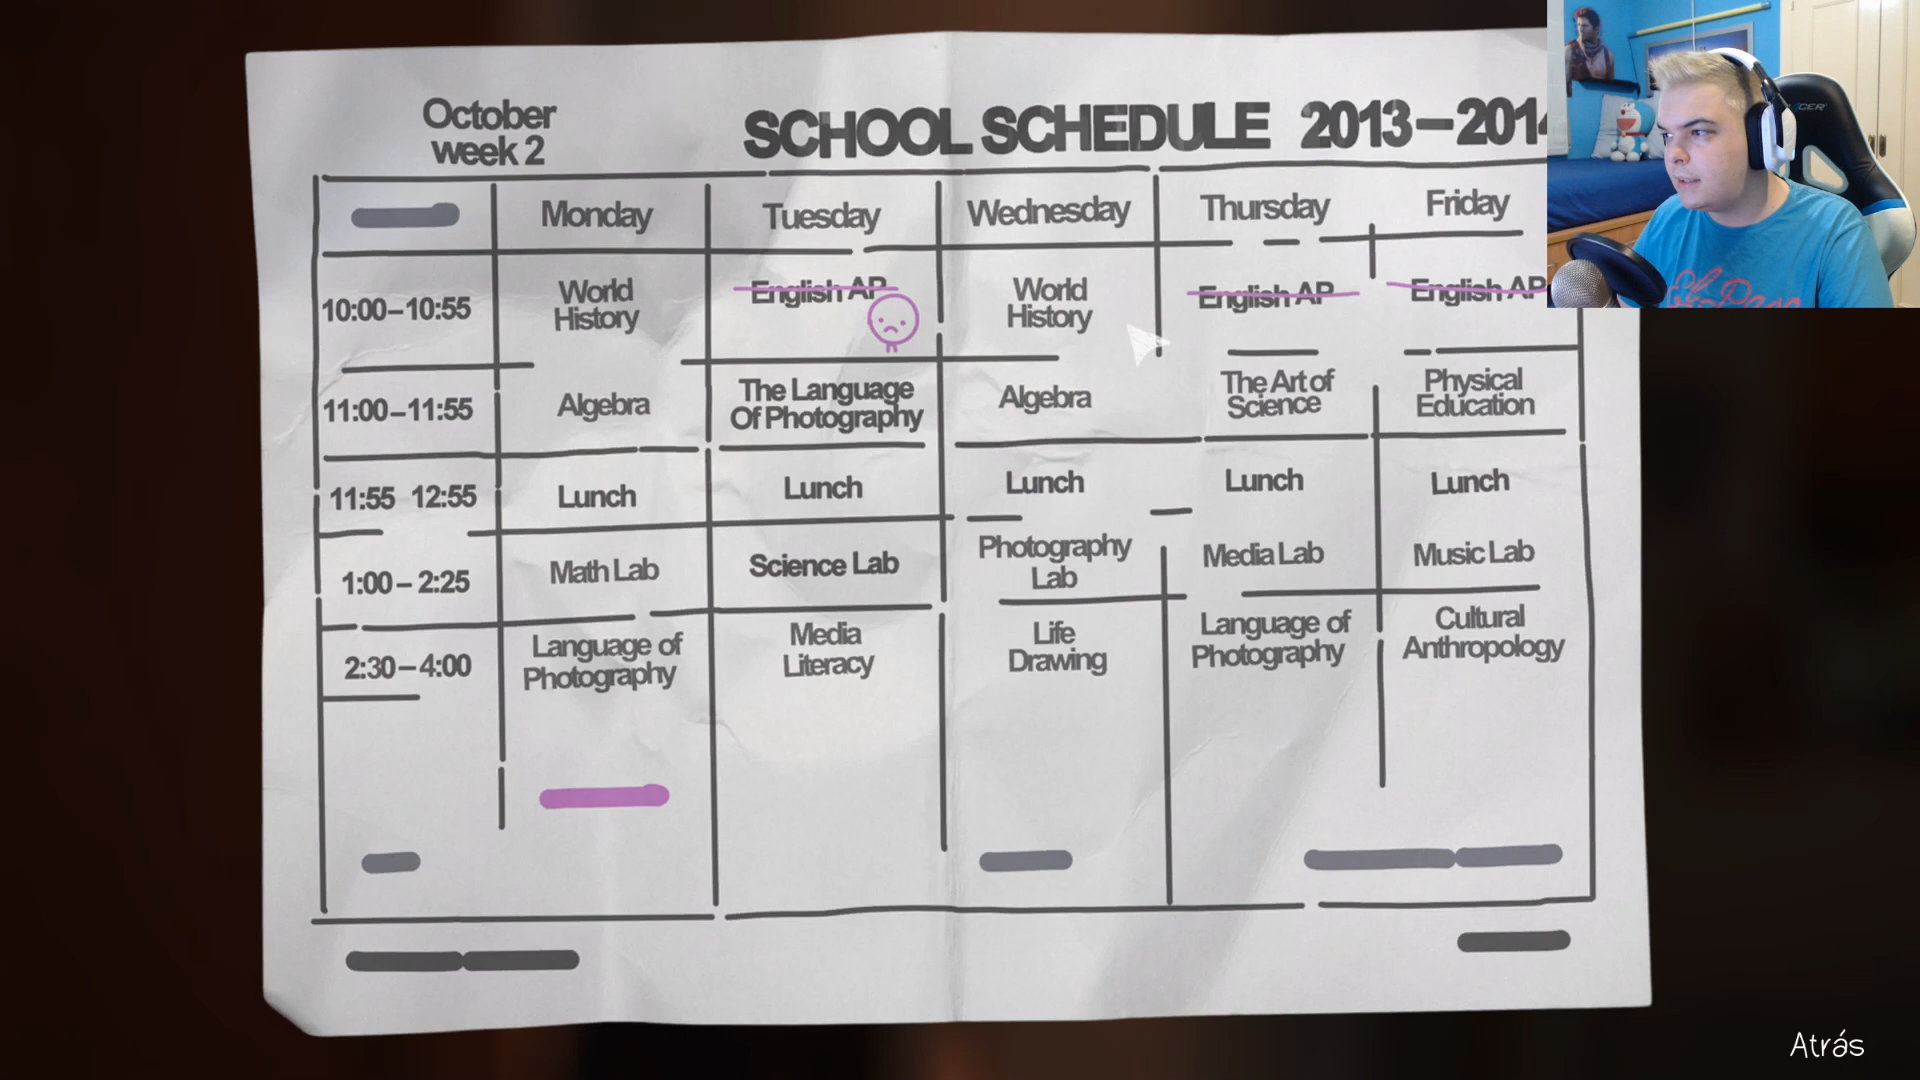 October
week 2
SCHOOL SCHEDULE 2013-2014
Monday
Tuesday
Wednesday
Thursday
Friday
10:00-10:55
World
History
English AP
World
History
English AP
English AP
11:00-11:55
Algebra
The Language
Of Photography
Algebra
The Art of
Science
Physical
Education
11:55 12:55
Lunch
Lunch
Lunch
Lunch
Lunch
1:00-2:25
Math Lab
Science Lab
Photography
Lab
Media Lab
Music Lab
2:30-4:00
Language of
Photography
Media
Literacy
Life
Drawing
Language of
Photography
Cultural
Anthropology
Atrás